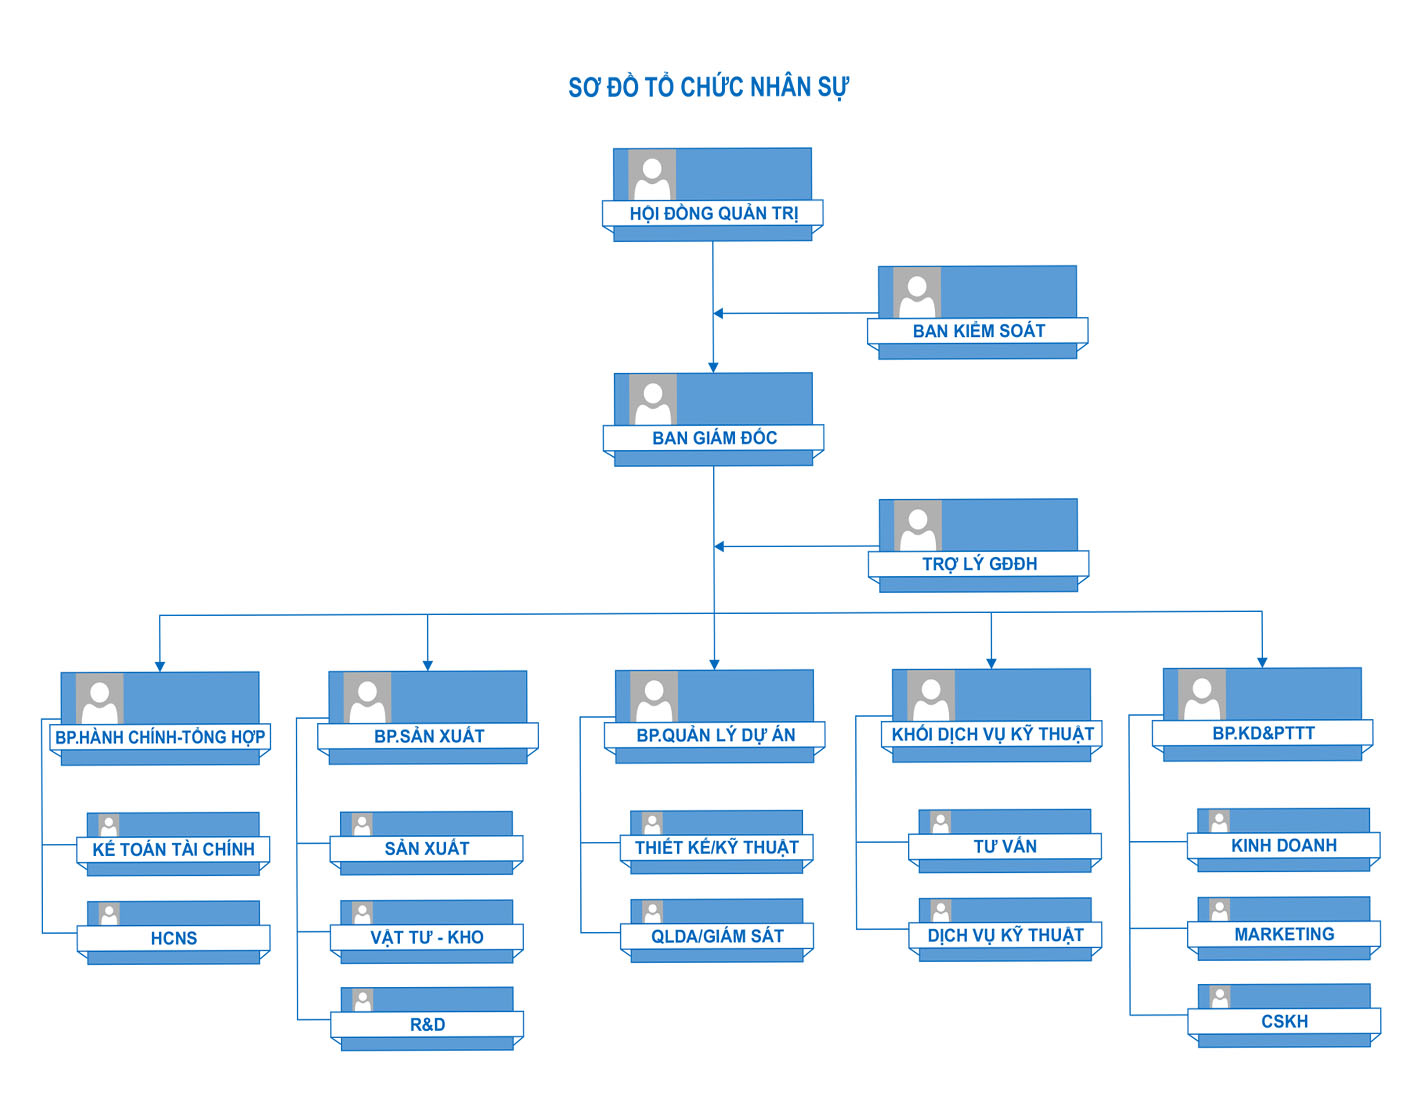 SƠ ĐỒ TỔ CHỨC NHÂN SỰ
HỘI ĐỒNG QUẢN TRỊ
BAN KIỂM SOÁT
BAN GIÁM ĐỐC
TRỢ LÝ GĐĐH
BP.HÀNH CHÍNH-TỔNG HỢP
BP.SẢN XUẤT
BP.QUẢN LÝ DỰ ÁN
KHỐI DỊCH VỤ KỸ THUẬT
BP.KD&PTTT
KẾ TOÁN TÀI CHÍNH
SẢN XUẤT
THIẾT KẾ/KỸ THUẬT
TƯ VẤN
KINH DOANH
HCNS
VẬT TƯ - KHO
QLDA/GIÁM SÁT
DỊCH VỤ KỸ THUẬT
MARKETING
R&D
CSKH